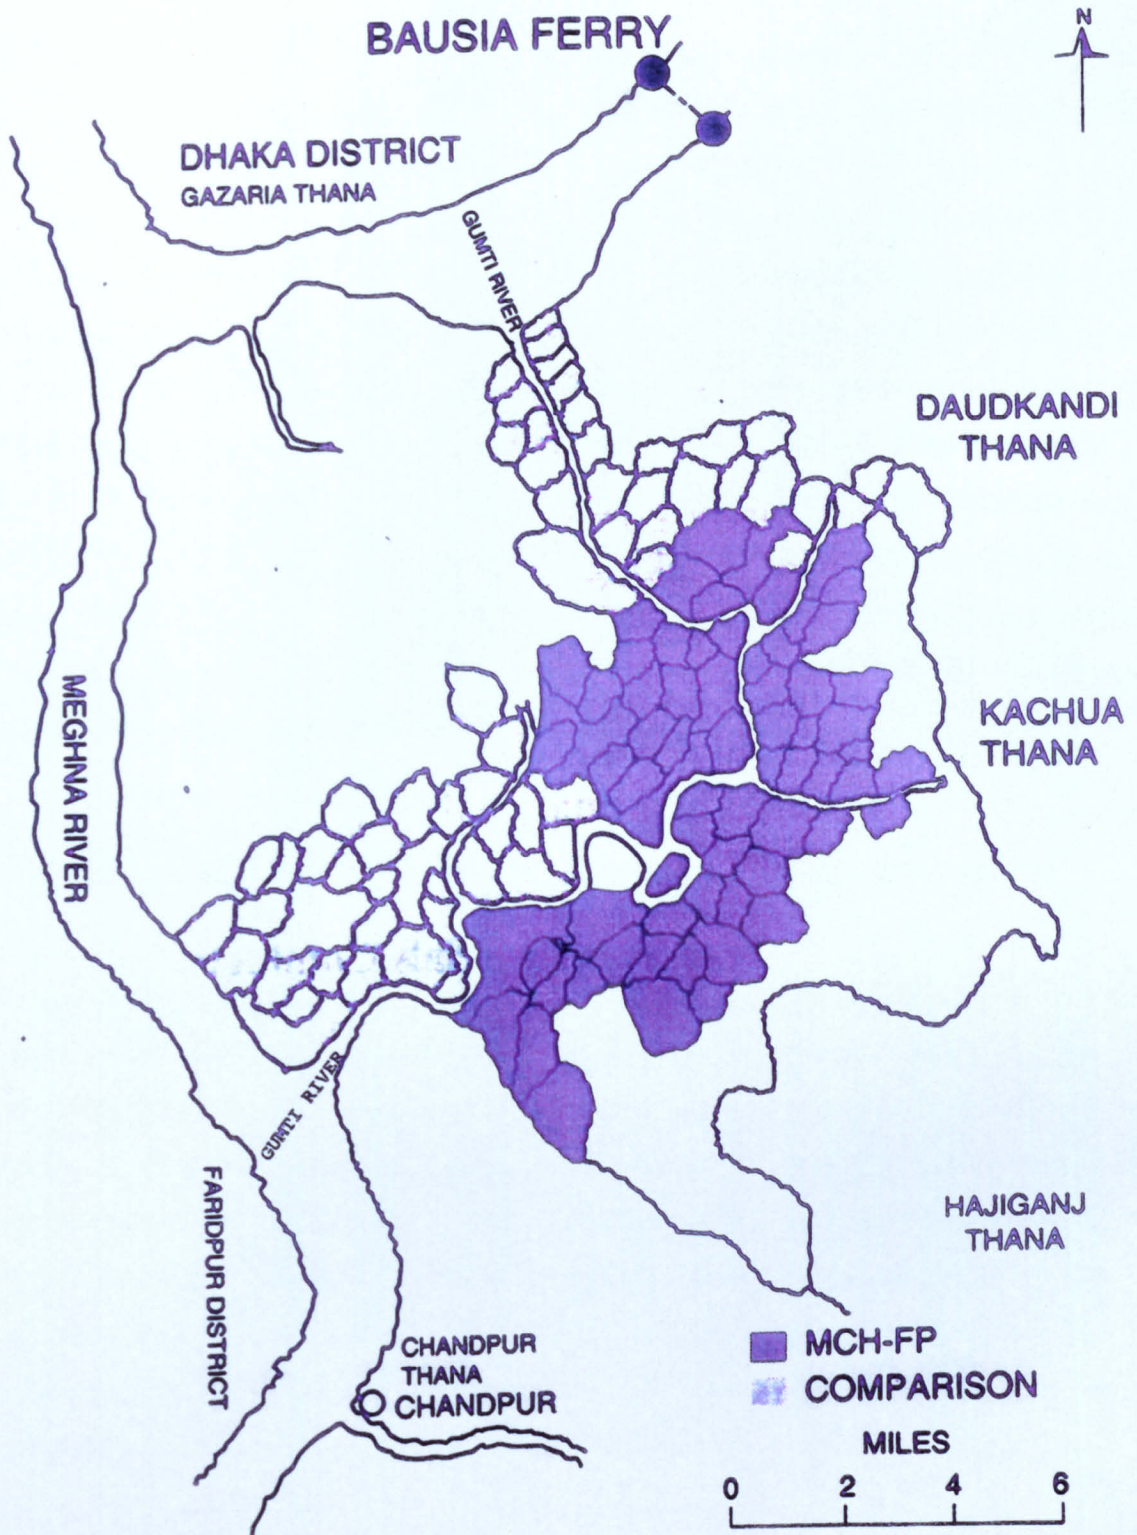 N
BAUSIA FERRY
DHAKA DISTRICT
GAZARIA THANA
GUMTI RIVER
DAUDKANDI
THANA
KACHUA
THANA
MEGHNA RIVER
GUMTI RIVER
FARIDPUR DISTRICT
HAJIGANJ
THANA
CHANDPUR
THANA
CHANDPUR
MCH-FP
COMPARISON
MILES
0 2 4 6